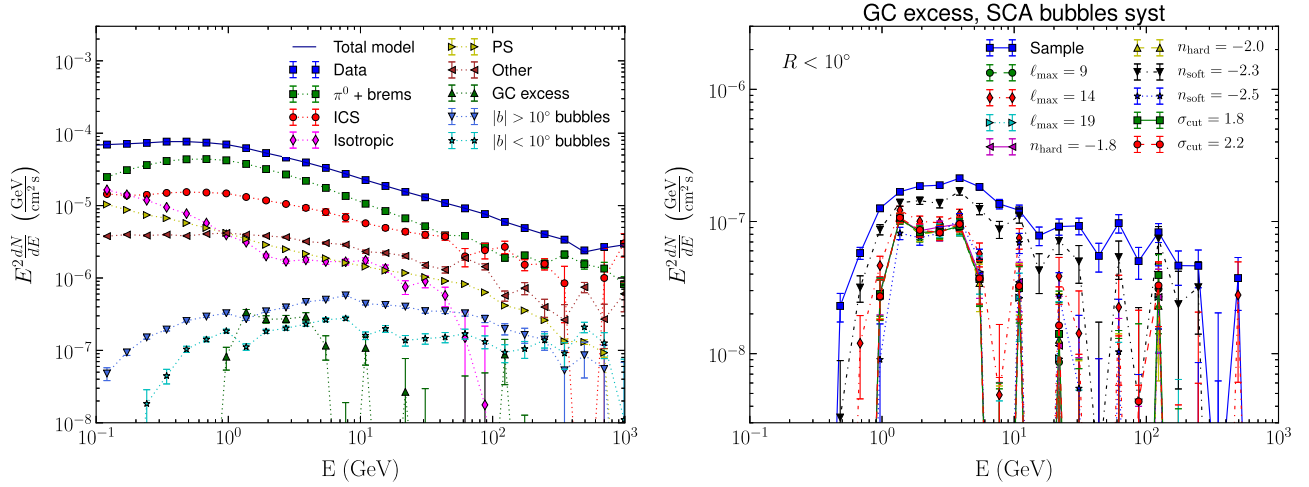 Total model
Data
π⁰ + brems
ICS
Isotropic
PS
Other
GC excess
|b| > 10° bubbles
|b| < 10° bubbles
10⁻³
10⁻⁴
10⁻⁵
10⁻⁶
10⁻⁷
10⁻⁸
E² dN/dE (GeV/cm² s)
10⁻¹ 10⁰ 10¹ 10² 10³
E (GeV)
GC excess, SCA bubbles syst
R < 10°
Sample
ℓmax = 9
ℓmax = 14
ℓmax = 19
nhard = −1.8
nhard = −2.0
nsoft = −2.3
nsoft = −2.5
σcut = 1.8
σcut = 2.2
10⁻⁶
10⁻⁷
10⁻⁸
E² dN/dE (GeV/cm² s)
10⁻¹ 10⁰ 10¹ 10² 10³
E (GeV)